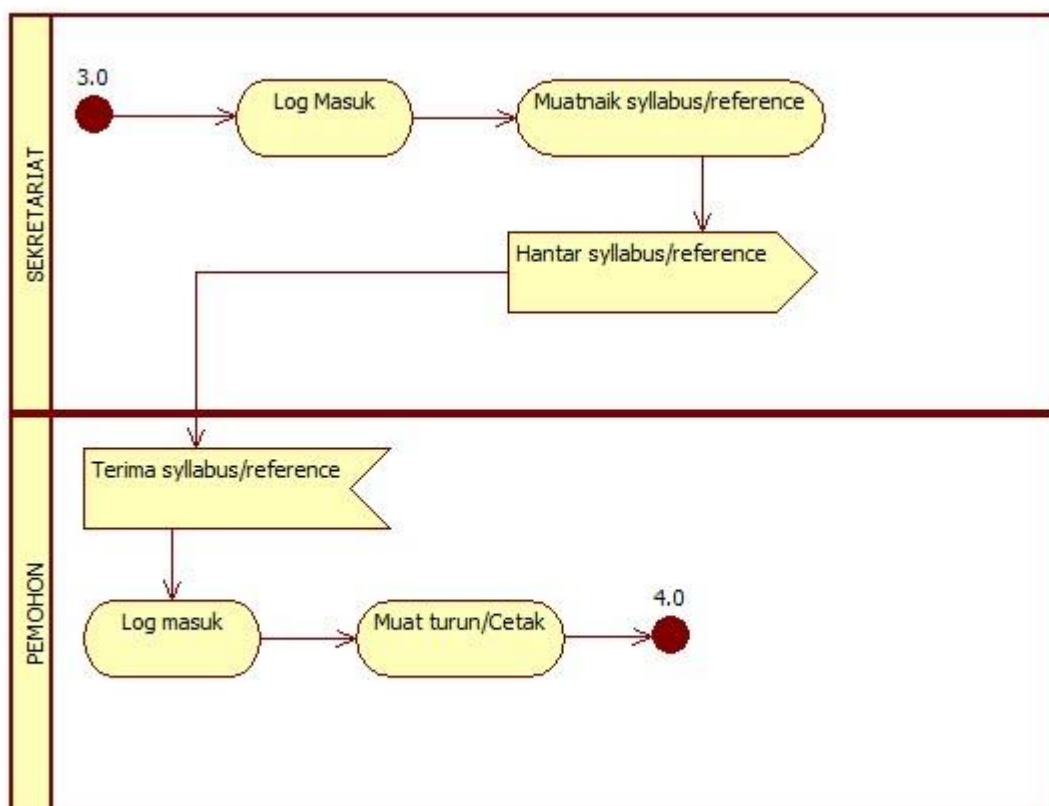 SEKRETARIAT
3.0
Log Masuk
Muatnaik syllabus/reference
Hantar syllabus/reference
PEMOHON
Terima syllabus/reference
Log masuk
Muat turun/Cetak
4.0